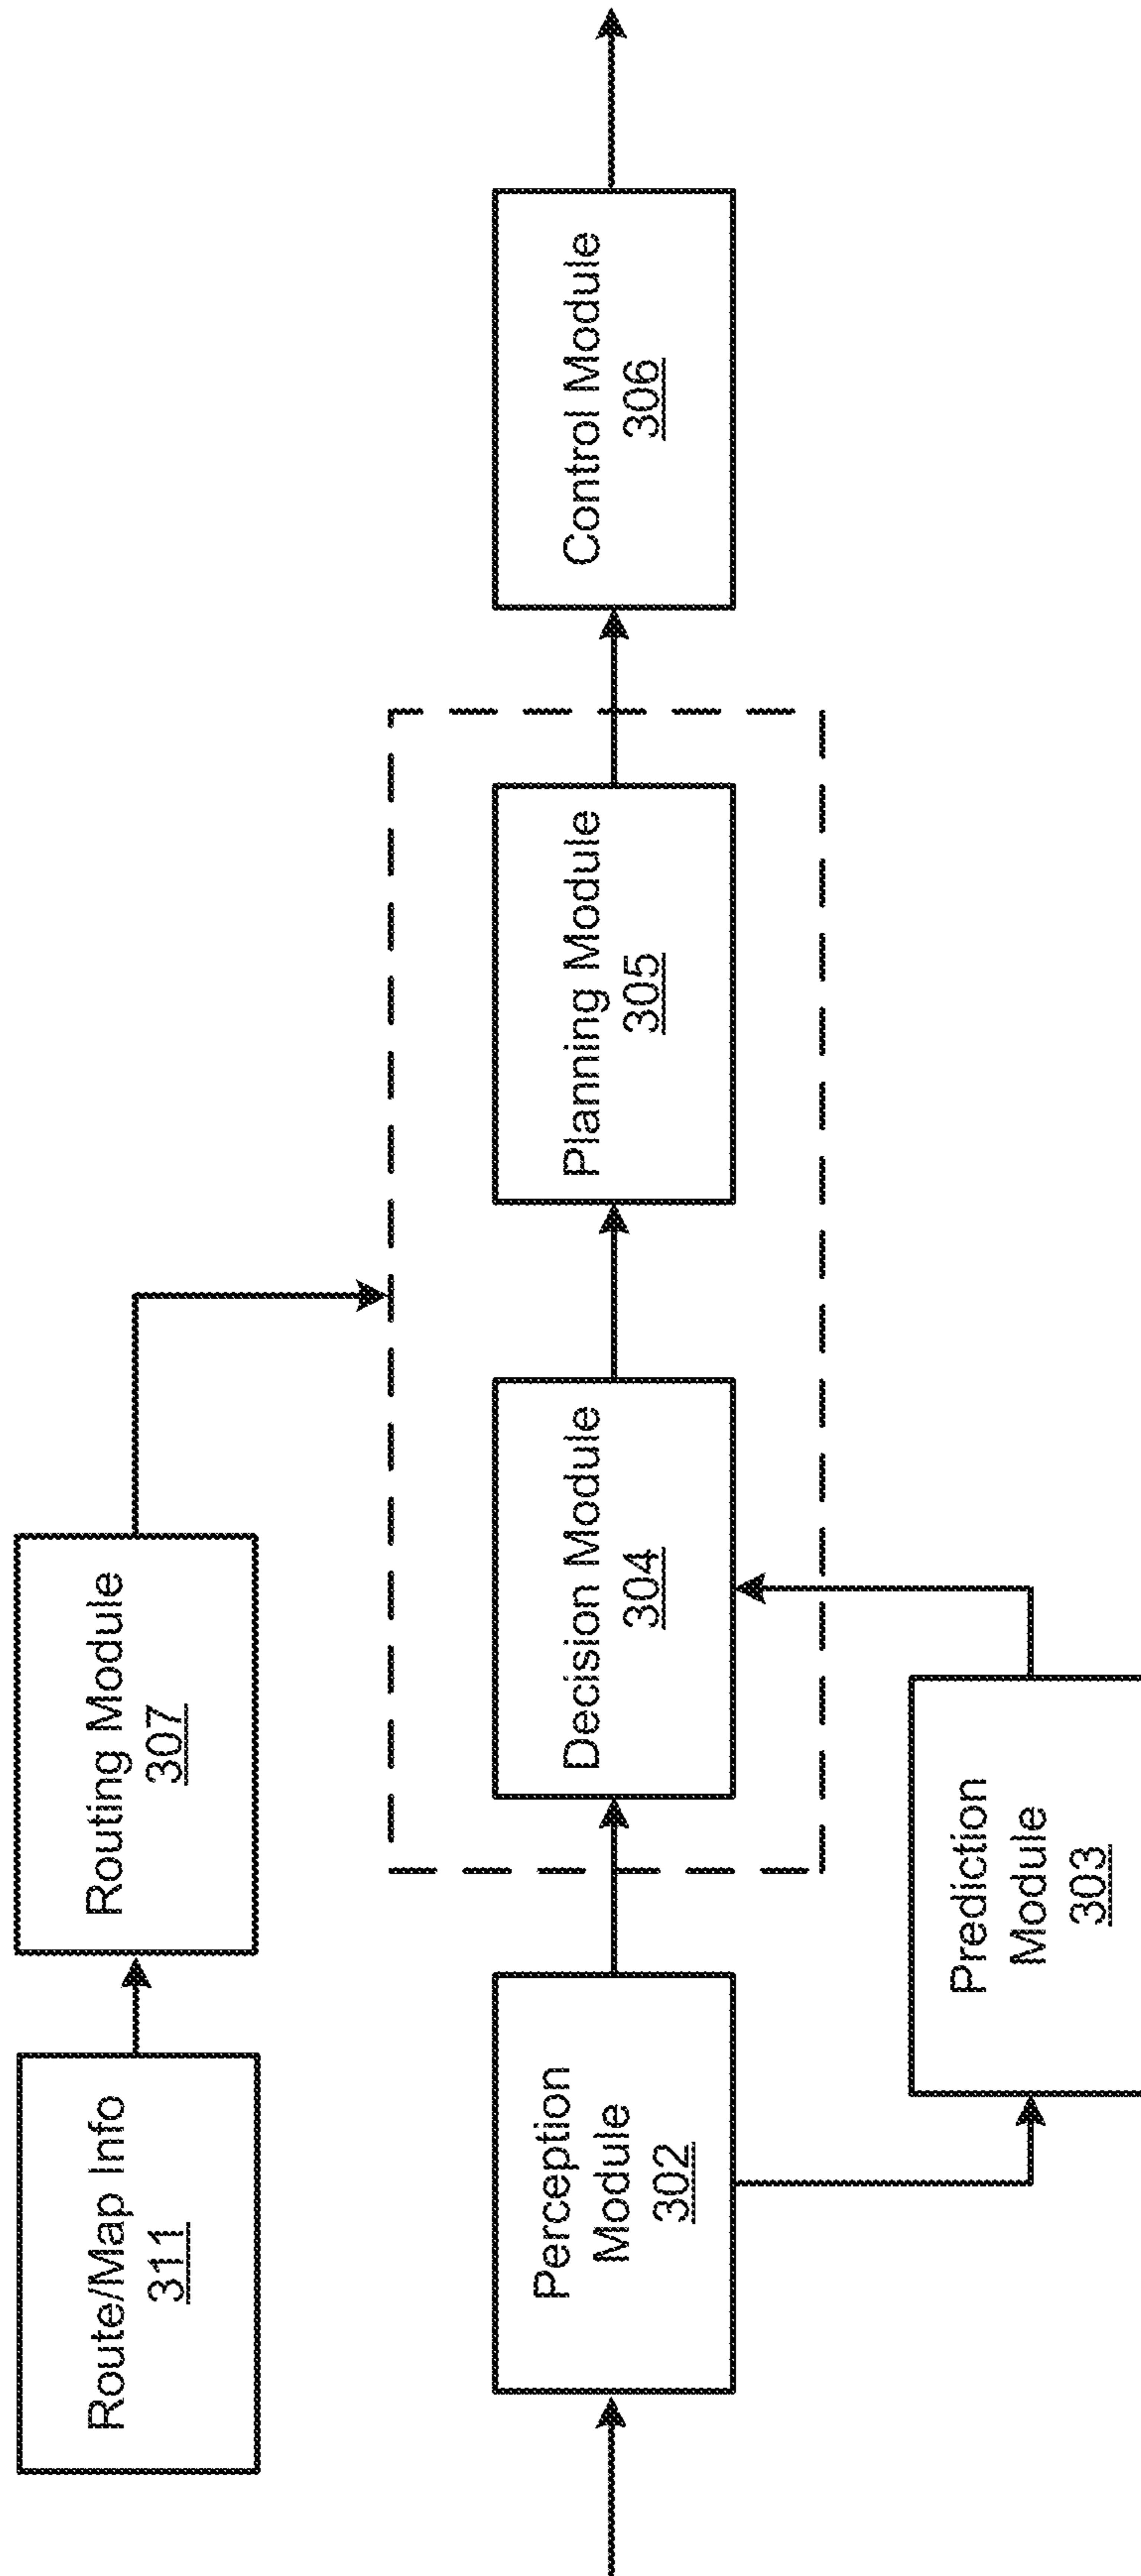 Route/Map Info
311
Routing Module
307
Perception
Module
302
Decision Module
304
Planning Module
305
Control Module
306
Prediction
Module
303